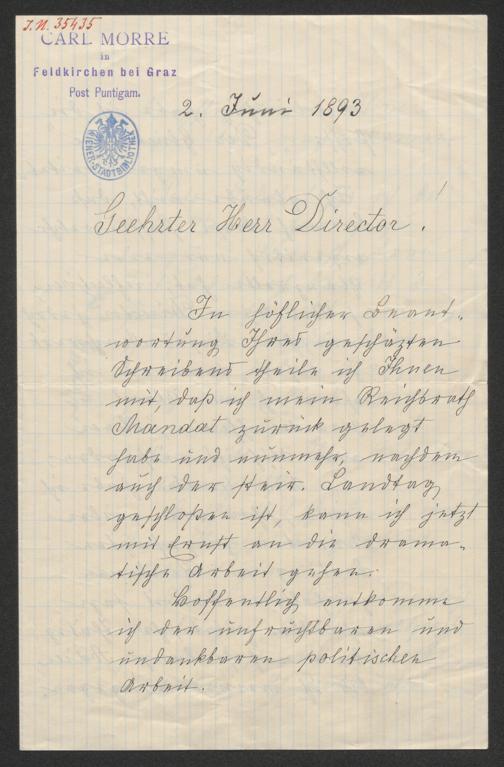 J.N. 35435
CARL MORRE
in
Feldkirchen bei Graz
Post Puntigam.
WIENER-STADTBIBLIOTHEK
2. Juni 1893
Geehrter Herr Director!
In höflicher Beant-
wortung Ihres geschäzten
Schreibens theile ich Ihnen
mit, daß ich mein Reichsrath
Mandat zurück gelegt
habe und nunmehr, nachdem
auch der steir. Landtag
geschloßen ist, kann ich jetzt
mit Ernst an die drama-
tische Arbeit gehen.
Hoffentlich entkomme
ich der unfruchtbaren und
undankbaren politischen
Arbeit.